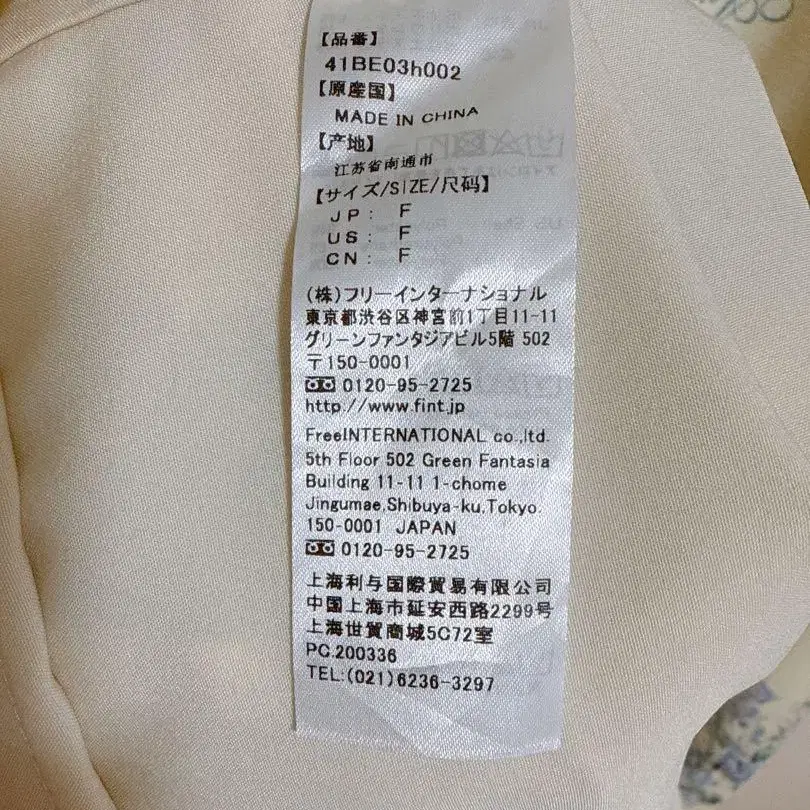 【品番】
41BE03h002
【原産国】
MADE IN CHINA
【产地】
江苏省南通市
【サイズ/SIZE/尺码】
JP: F
US: F
CN: F
(株)フリーインターナショナル
東京都渋谷区神宮前1丁目11-11
グリーンファンタジアビル5階 502
〒150-0001
0120-95-2725
http://www.fint.jp
FreeINTERNATIONAL co.,ltd.
5th Floor 502 Green Fantasia
Building 11-11 1-chome
Jingumae,Shibuya-ku,Tokyo
150-0001 JAPAN
0120-95-2725
上海利与国際貿易有限公司
中国上海市延安西路2299号
上海世貿商城5C72室
PC.200336
TEL:(021)6236-3297